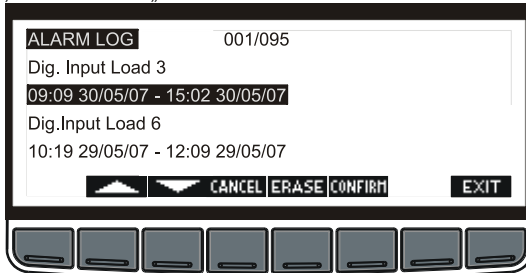 ALARM LOG 001/095
Dig. Input Load 3
09:09 30/05/07 - 15:02 30/05/07
Dig.Input Load 6
10:19 29/05/07 - 12:09 29/05/07
CANCEL ERASE CONFIRM EXIT